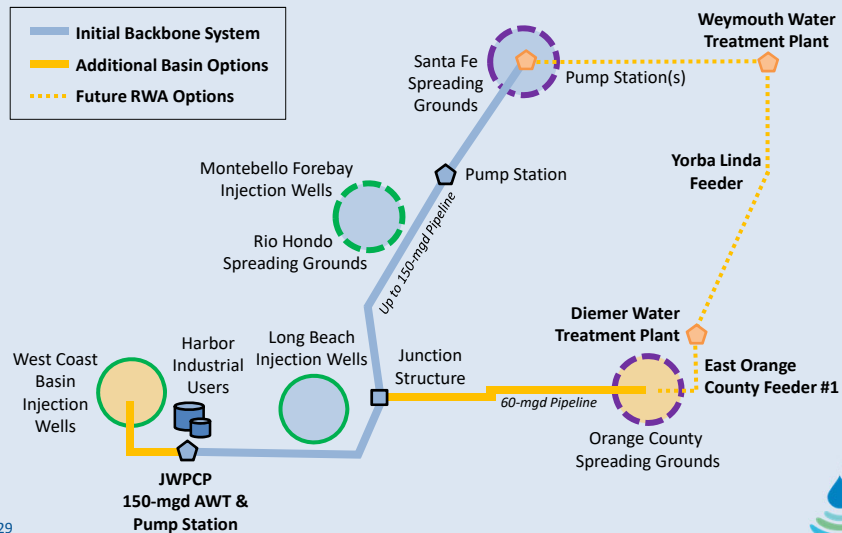 Initial Backbone System
Additional Basin Options
Future RWA Options
Weymouth Water
Treatment Plant
Santa Fe
Spreading
Grounds
Pump Station(s)
Yorba Linda
Feeder
Montebello Forebay
Injection Wells
Pump Station
Rio Hondo
Spreading Grounds
Up to 150-mgd Pipeline
Diemer Water
Treatment Plant
West Coast
Basin
Injection
Wells
Harbor
Industrial
Users
Long Beach
Injection Wells
Junction
Structure
60-mgd Pipeline
East Orange
County Feeder #1
Orange County
Spreading Grounds
JWPCP
150-mgd AWT &
Pump Station
29